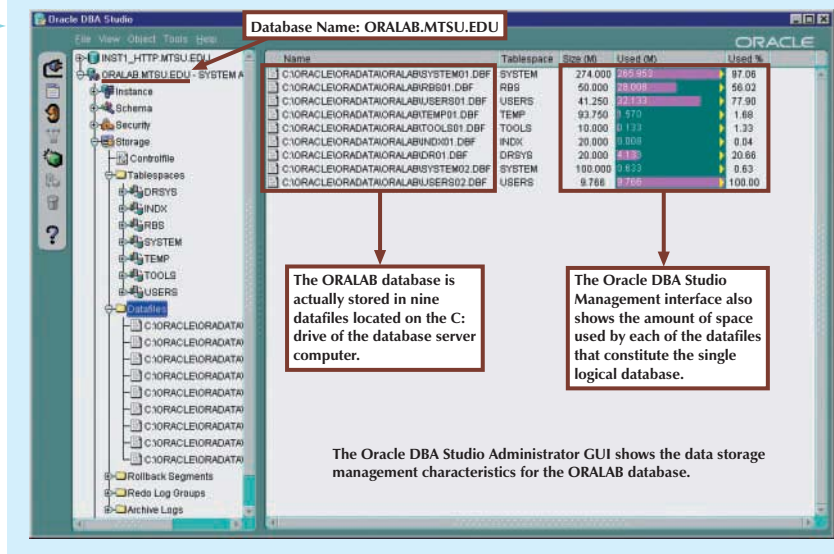 Oracle DBA Studio
Database Name: ORALAB.MTSU.EDU
File View Object Tools Help
ORACLE
INST1_HTTP.MTSU.EDU
ORALAB.MTSU.EDU - SYSTEM A
Instance
Schema
Security
Storage
Controlfile
Tablespaces
DRSYS
INDX
RBS
SYSTEM
TEMP
TOOLS
USERS
Datafiles
C:\ORACLE\ORADATA\
C:\ORACLE\ORADATA\
C:\ORACLE\ORADATA\
C:\ORACLE\ORADATA\
C:\ORACLE\ORADATA\
C:\ORACLE\ORADATA\
C:\ORACLE\ORADATA\
C:\ORACLE\ORADATA\
C:\ORACLE\ORADATA\
Rollback Segments
Redo Log Groups
Archive Logs
Name Tablespace Size (M) Used (M) Used %
C:\ORACLE\ORADATA\ORALAB\SYSTEM01.DBF SYSTEM 274.000 265.953 97.06
C:\ORACLE\ORADATA\ORALAB\RBS01.DBF RBS 50.000 28.008 56.02
C:\ORACLE\ORADATA\ORALAB\USERS01.DBF USERS 41.250 32.133 77.90
C:\ORACLE\ORADATA\ORALAB\TEMP01.DBF TEMP 93.750 1.570 1.68
C:\ORACLE\ORADATA\ORALAB\TOOLS01.DBF TOOLS 10.000 0.133 1.33
C:\ORACLE\ORADATA\ORALAB\INDX01.DBF INDX 20.000 0.008 0.04
C:\ORACLE\ORADATA\ORALAB\DR01.DBF DRSYS 20.000 4.133 20.66
C:\ORACLE\ORADATA\ORALAB\SYSTEM02.DBF SYSTEM 100.000 0.633 0.63
C:\ORACLE\ORADATA\ORALAB\USERS02.DBF USERS 9.766 9.766 100.00
The ORALAB database is
actually stored in nine
datafiles located on the C:
drive of the database server
computer.
The Oracle DBA Studio
Management interface also
shows the amount of space
used by each of the datafiles
that constitute the single
logical database.
The Oracle DBA Studio Administrator GUI shows the data storage
management characteristics for the ORALAB database.